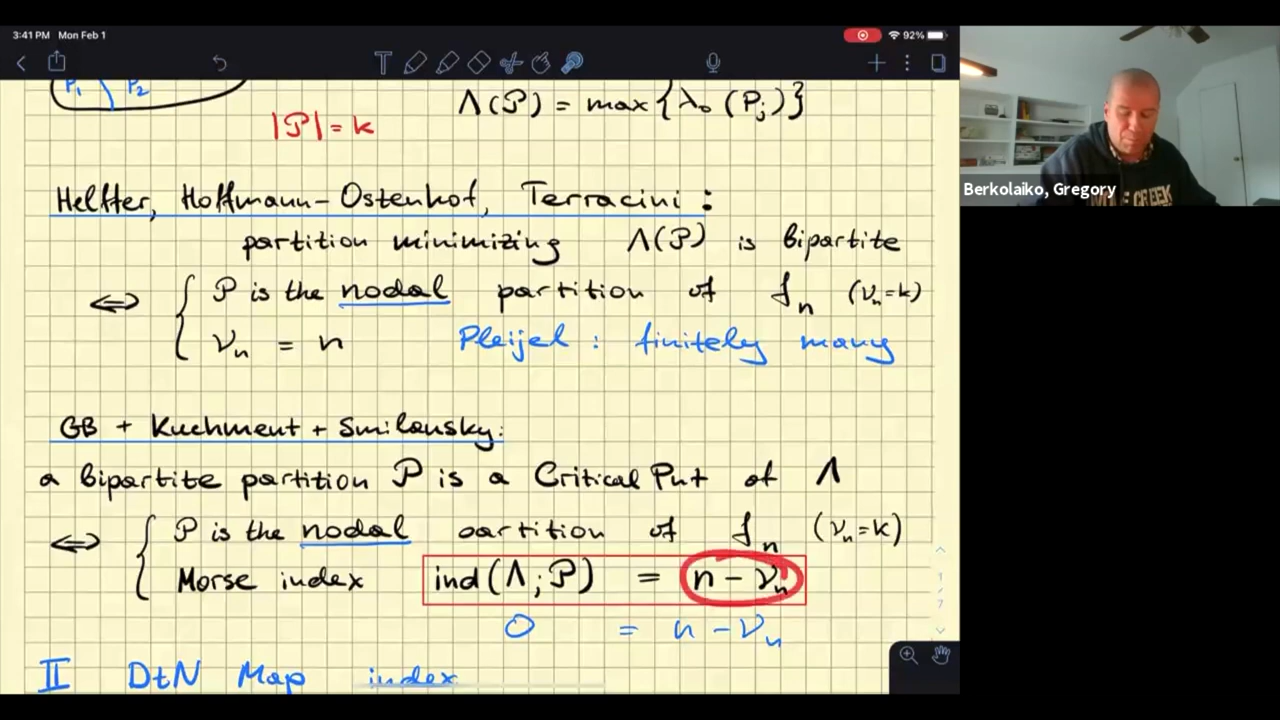 3:41 PM Mon Feb 1
92%
P₁ P₂
Λ(𝒫) = max{λ₀(Pⱼ)}
|𝒫| = k
Berkolaiko, Gregory
Helffer, Hoffmann-Ostenhof, Terracini:
partition minimizing Λ(𝒫) is bipartite
⟺ { 𝒫 is the nodal partition of fₙ (νₙ=k)
νₙ = n Pleijel: finitely many
GB + Kuchment + Smilansky:
a bipartite partition 𝒫 is a Critical Pnt of Λ
⟺ { 𝒫 is the nodal partition of fₙ (νₙ=k)
Morse index ind(Λ; 𝒫) = n - νₙ
0 = n - νₙ
II DtN Map index